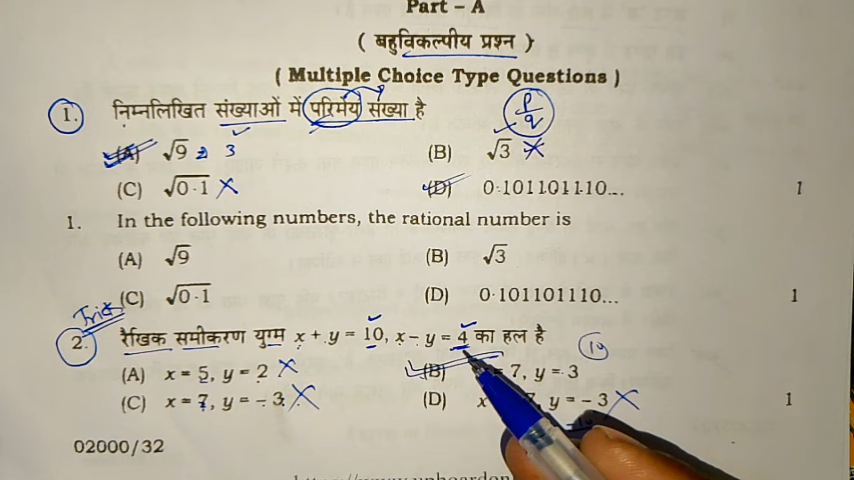 Part – A
( बहुविकल्पीय प्रश्न )
( Multiple Choice Type Questions )
1. निम्नलिखित संख्याओं में परिमेय संख्या है
p/q
(A) √9 = 3 (B) √3 ×
(C) √0·1 × (D) 0·101101110... 1
1. In the following numbers, the rational number is
(A) √9 (B) √3
(C) √0·1 (D) 0·101101110... 1
Trick
2. रैखिक समीकरण युग्म x + y = 10, x – y = 4 का हल है
(A) x = 5, y = 2 × (B) = 7, y = 3
(C) x = 7, y = – 3 × (D) x 7, y = – 3 × 1
02000/32